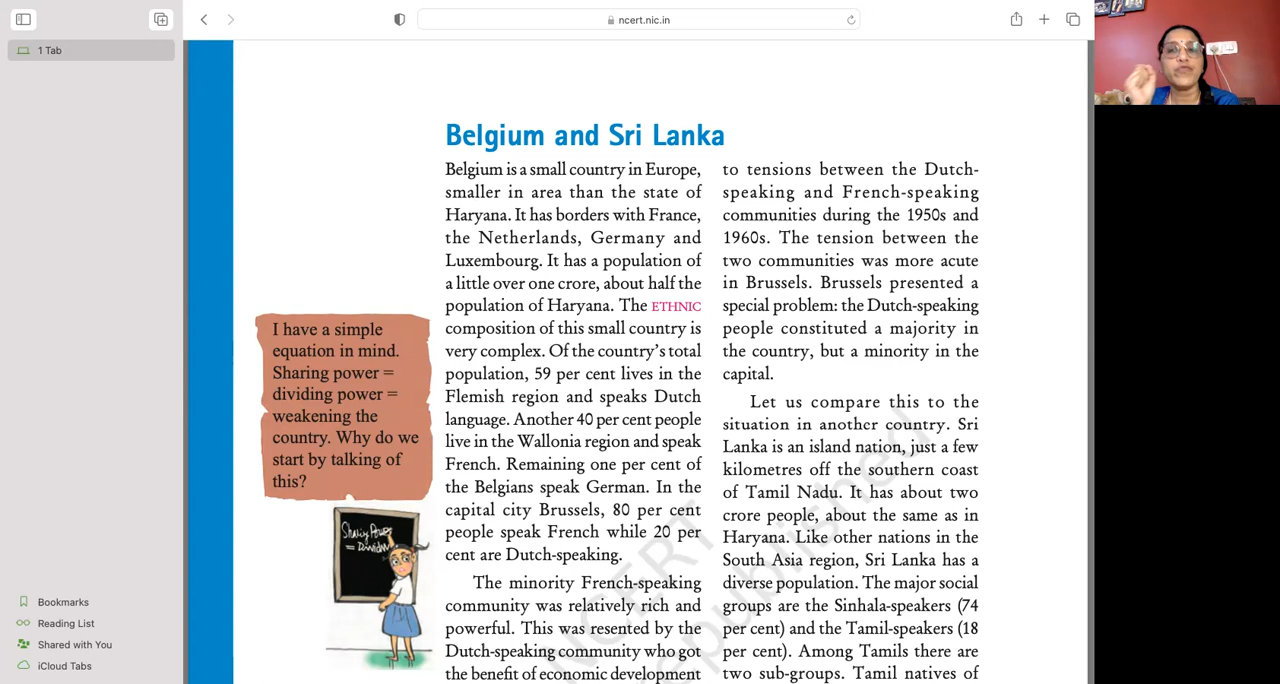 1 Tab
ncert.nic.in
Belgium and Sri Lanka
Belgium is a small country in Europe,
smaller in area than the state of
Haryana. It has borders with France,
the Netherlands, Germany and
Luxembourg. It has a population of
a little over one crore, about half the
population of Haryana. The ETHNIC
composition of this small country is
very complex. Of the country’s total
population, 59 per cent lives in the
Flemish region and speaks Dutch
language. Another 40 per cent people
live in the Wallonia region and speak
French. Remaining one per cent of
the Belgians speak German. In the
capital city Brussels, 80 per cent
people speak French while 20 per
cent are Dutch-speaking.
The minority French-speaking
community was relatively rich and
powerful. This was resented by the
Dutch-speaking community who got
the benefit of economic development
to tensions between the Dutch-
speaking and French-speaking
communities during the 1950s and
1960s. The tension between the
two communities was more acute
in Brussels. Brussels presented a
special problem: the Dutch-speaking
people constituted a majority in
the country, but a minority in the
capital.
Let us compare this to the
situation in another country. Sri
Lanka is an island nation, just a few
kilometres off the southern coast
of Tamil Nadu. It has about two
crore people, about the same as in
Haryana. Like other nations in the
South Asia region, Sri Lanka has a
diverse population. The major social
groups are the Sinhala-speakers (74
per cent) and the Tamil-speakers (18
per cent). Among Tamils there are
two sub-groups. Tamil natives of
I have a simple
equation in mind.
Sharing power =
dividing power =
weakening the
country. Why do we
start by talking of
this?
Sharing Power
= Dividin
NCERT
republished
Bookmarks
Reading List
Shared with You
iCloud Tabs